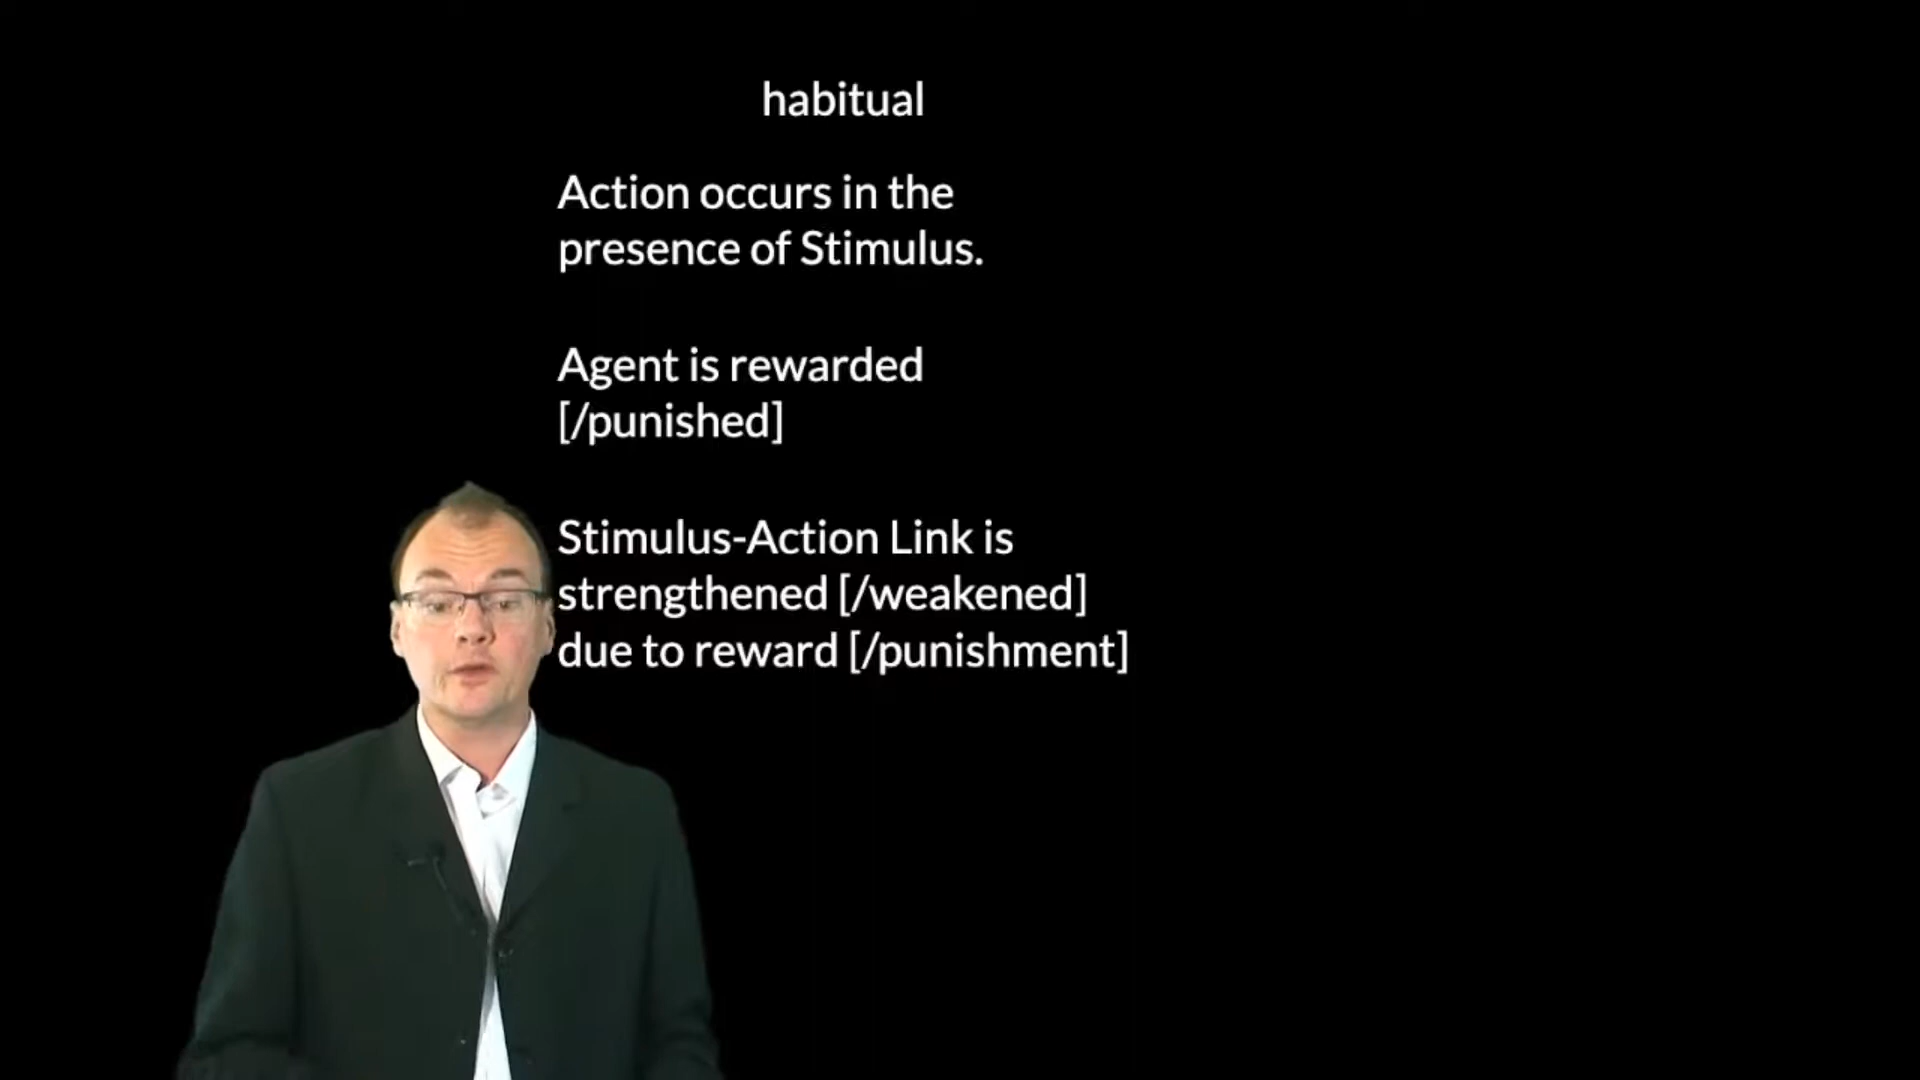 habitual
Action occurs in the
presence of Stimulus.
Agent is rewarded
[/punished]
Stimulus-Action Link is
strengthened [/weakened]
due to reward [/punishment]